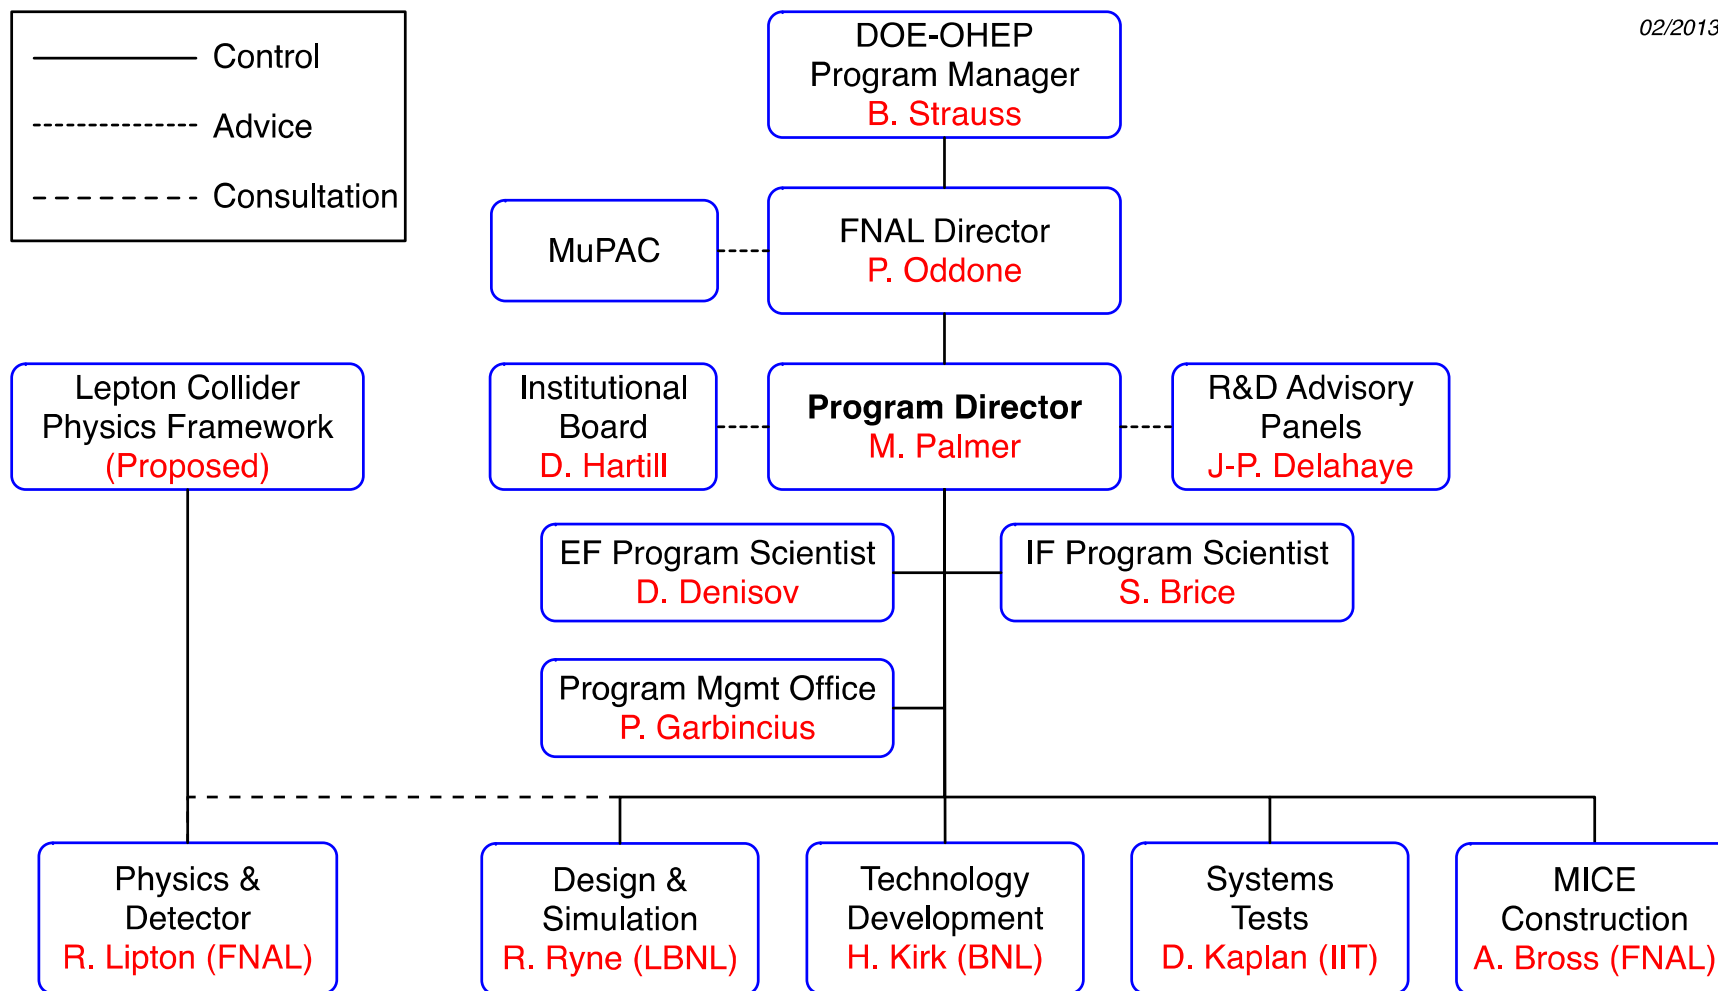 Control
Advice
Consultation
DOE-OHEP
Program Manager
B. Strauss
02/2013
MuPAC
FNAL Director
P. Oddone
Lepton Collider
Physics Framework
(Proposed)
Institutional
Board
D. Hartill
Program Director
M. Palmer
R&D Advisory
Panels
J-P. Delahaye
EF Program Scientist
D. Denisov
IF Program Scientist
S. Brice
Program Mgmt Office
P. Garbincius
Physics &
Detector
R. Lipton (FNAL)
Design &
Simulation
R. Ryne (LBNL)
Technology
Development
H. Kirk (BNL)
Systems
Tests
D. Kaplan (IIT)
MICE
Construction
A. Bross (FNAL)